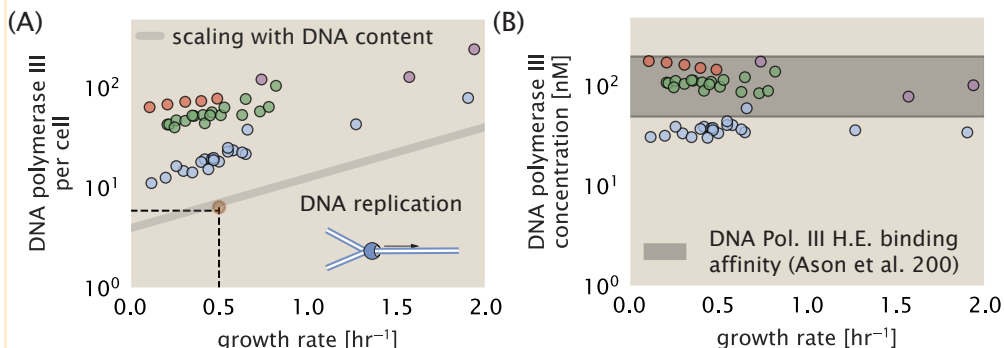 (A)
scaling with DNA content
DNA polymerase III
per cell
10²
10¹
10⁰
DNA replication
0.0 0.5 1.0 1.5 2.0
growth rate [hr⁻¹]
(B)
DNA polymerase III
concentration [nM]
10²
10¹
10⁰
DNA Pol. III H.E. binding
affinity (Ason et al. 200)
0.0 0.5 1.0 1.5 2.0
growth rate [hr⁻¹]